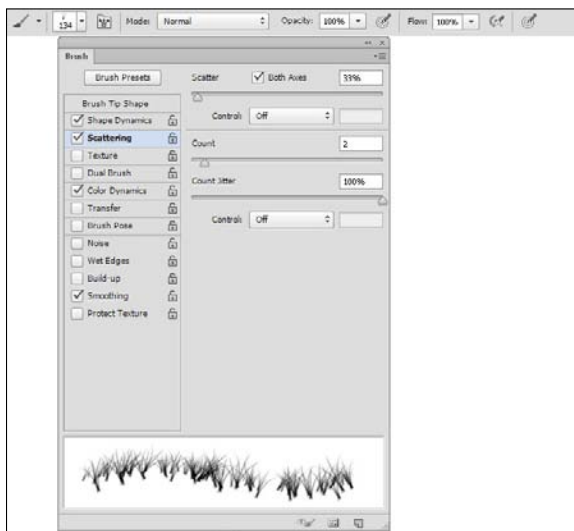 134 Mode: Normal Opacity: 100% Flow: 100%
Brush
Brush Presets
Brush Tip Shape
Shape Dynamics
Scattering
Texture
Dual Brush
Color Dynamics
Transfer
Brush Pose
Noise
Wet Edges
Build-up
Smoothing
Protect Texture
Scatter Both Axes 33%
Control: Off
Count 2
Count Jitter 100%
Control: Off